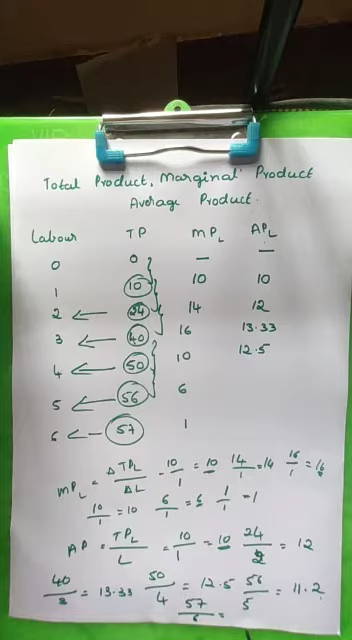 Total Product, Marginal Product
Average Product.
Labour TP MPL APL
0 0 — —
1 10 10 10
2 ← 24 14 12
3 ← 40 16 13.33
4 ← 50 10 12.5
5 ← 56 6
6 ← 57 1
MPL = ΔTPL/ΔL - 10/1 = 10 14/1 = 14 16/1 = 16
10/1 = 10 6/1 = 6 1/1 = 1
AP = TPL/L = 10/1 = 10 24/2 = 12
40/3 = 13.33 50/4 = 12.5 56/5 = 11.2
57/6 =